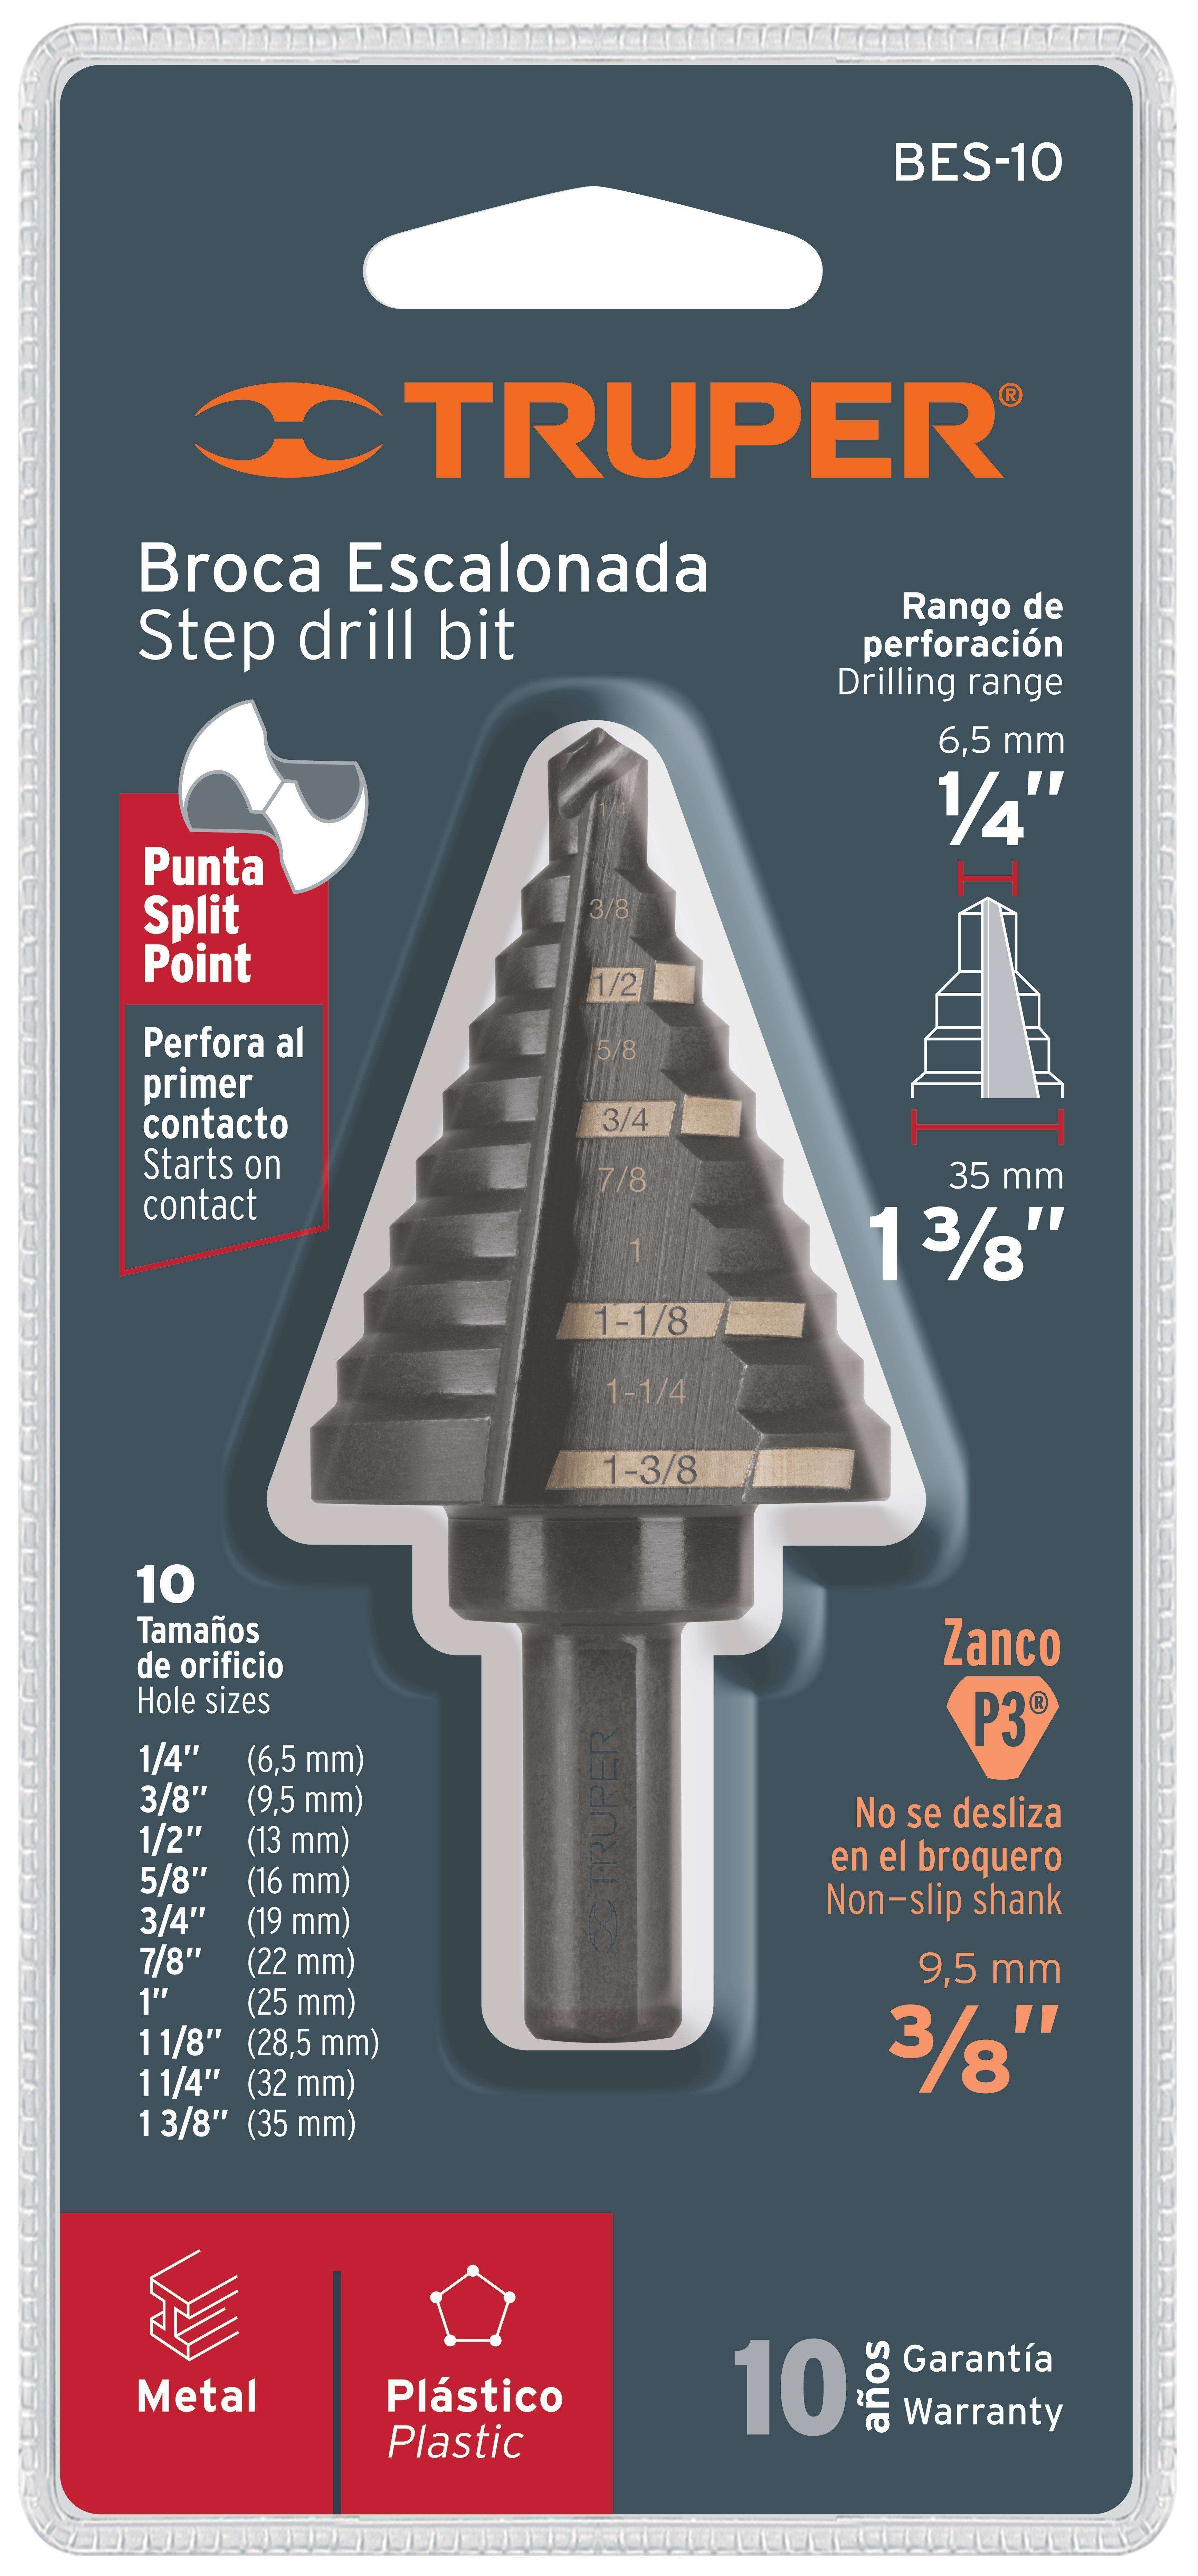 BES-10
TRUPER®
Broca Escalonada
Step drill bit
Rango de
perforación
Drilling range
6,5 mm
1/4"
35 mm
1 3/8"
Punta
Split
Point
Perfora al
primer
contacto
Starts on
contact
1/4
3/8
1/2
5/8
3/4
7/8
1
1-1/8
1-1/4
1-3/8
TRUPER
10
Tamaños
de orificio
Hole sizes
1/4" (6,5 mm)
3/8" (9,5 mm)
1/2" (13 mm)
5/8" (16 mm)
3/4" (19 mm)
7/8" (22 mm)
1" (25 mm)
1 1/8" (28,5 mm)
1 1/4" (32 mm)
1 3/8" (35 mm)
Zanco
P3®
No se desliza
en el broquero
Non-slip shank
9,5 mm
3/8"
Metal
Plástico
Plastic
10 años
Garantía
Warranty